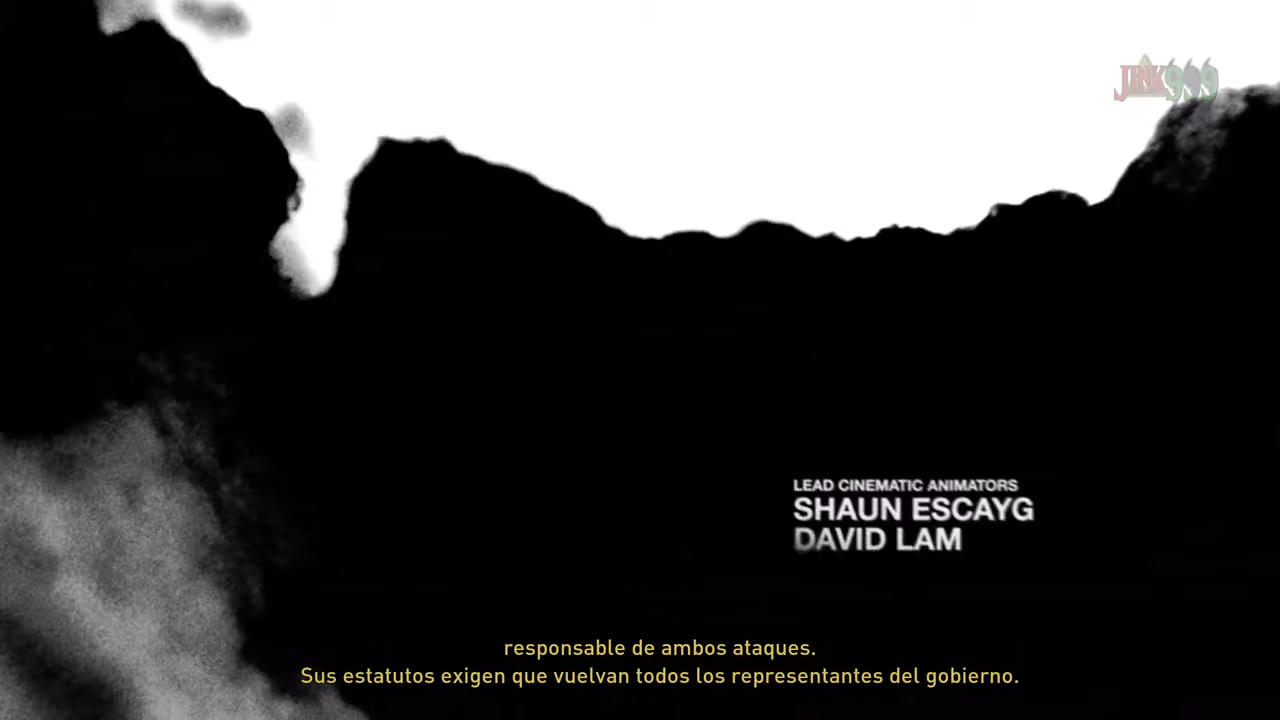 JINK999
LEAD CINEMATIC ANIMATORS
SHAUN ESCAYG
DAVID LAM
responsable de ambos ataques.
Sus estatutos exigen que vuelvan todos los representantes del gobierno.